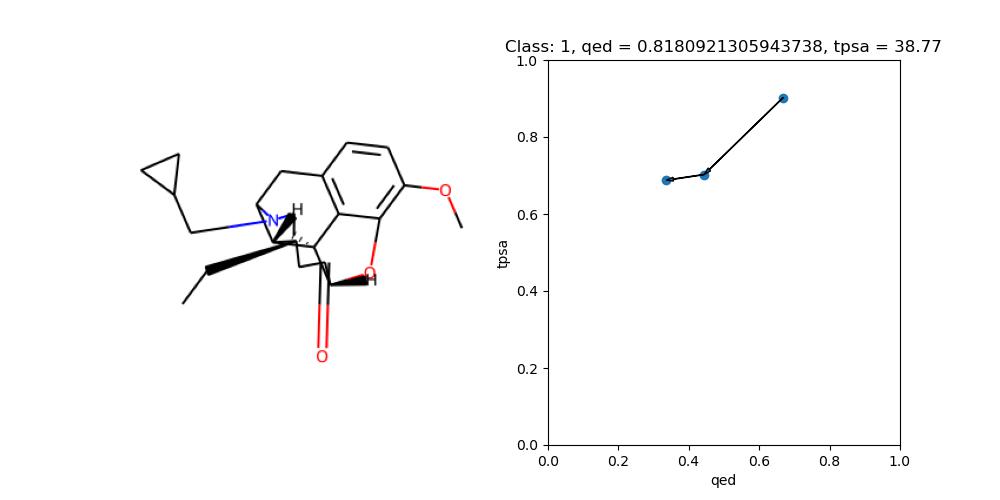 Class: 1, qed = 0.8180921305943738, tpsa = 38.77
1.0
0.8
0.6
0.4
0.2
0.0
tpsa
0.0 0.2 0.4 0.6 0.8 1.0
qed
O
H
N
O
H
O